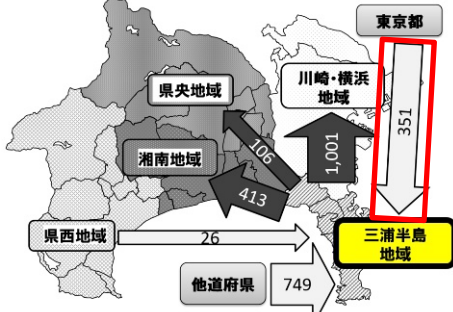 東京都
川崎・横浜
地域
県央地域
351
1,001
106
湘南地域
413
県西地域
26
三浦半島
地域
他道府県
749